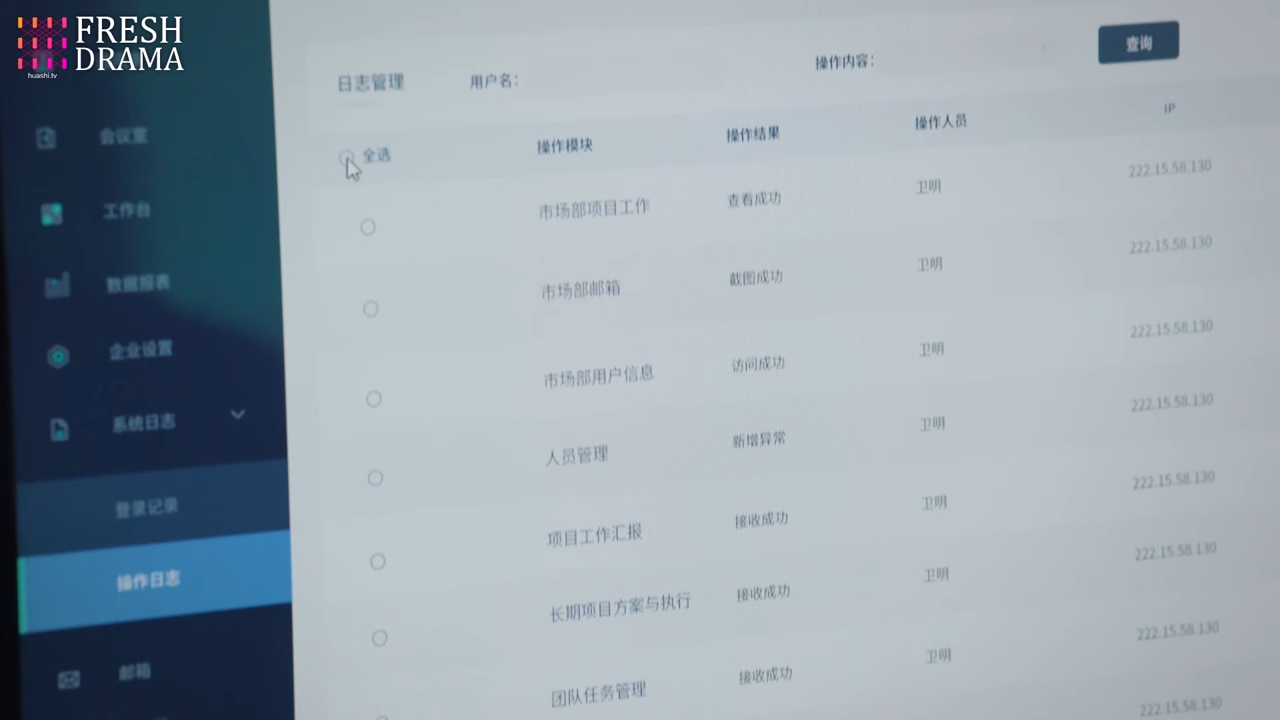 FRESH
DRAMA
huashi.tv
日志管理 用户名： 操作内容： 查询
全选 操作模块 操作结果 操作人员 IP
市场部项目工作 查看成功 卫明 222.15.58.130
市场部邮箱 截图成功 卫明 222.15.58.130
市场部用户信息 访问成功 卫明 222.15.58.130
人员管理 新增异常 卫明 222.15.58.130
项目工作汇报 接收成功 卫明 222.15.58.130
长期项目方案与执行 接收成功 卫明 222.15.58.130
团队任务管理 接收成功 卫明 222.15.58.130
222.15.58.130
会议室
工作台
数据报表
企业设置
系统日志
登录记录
操作日志
邮箱